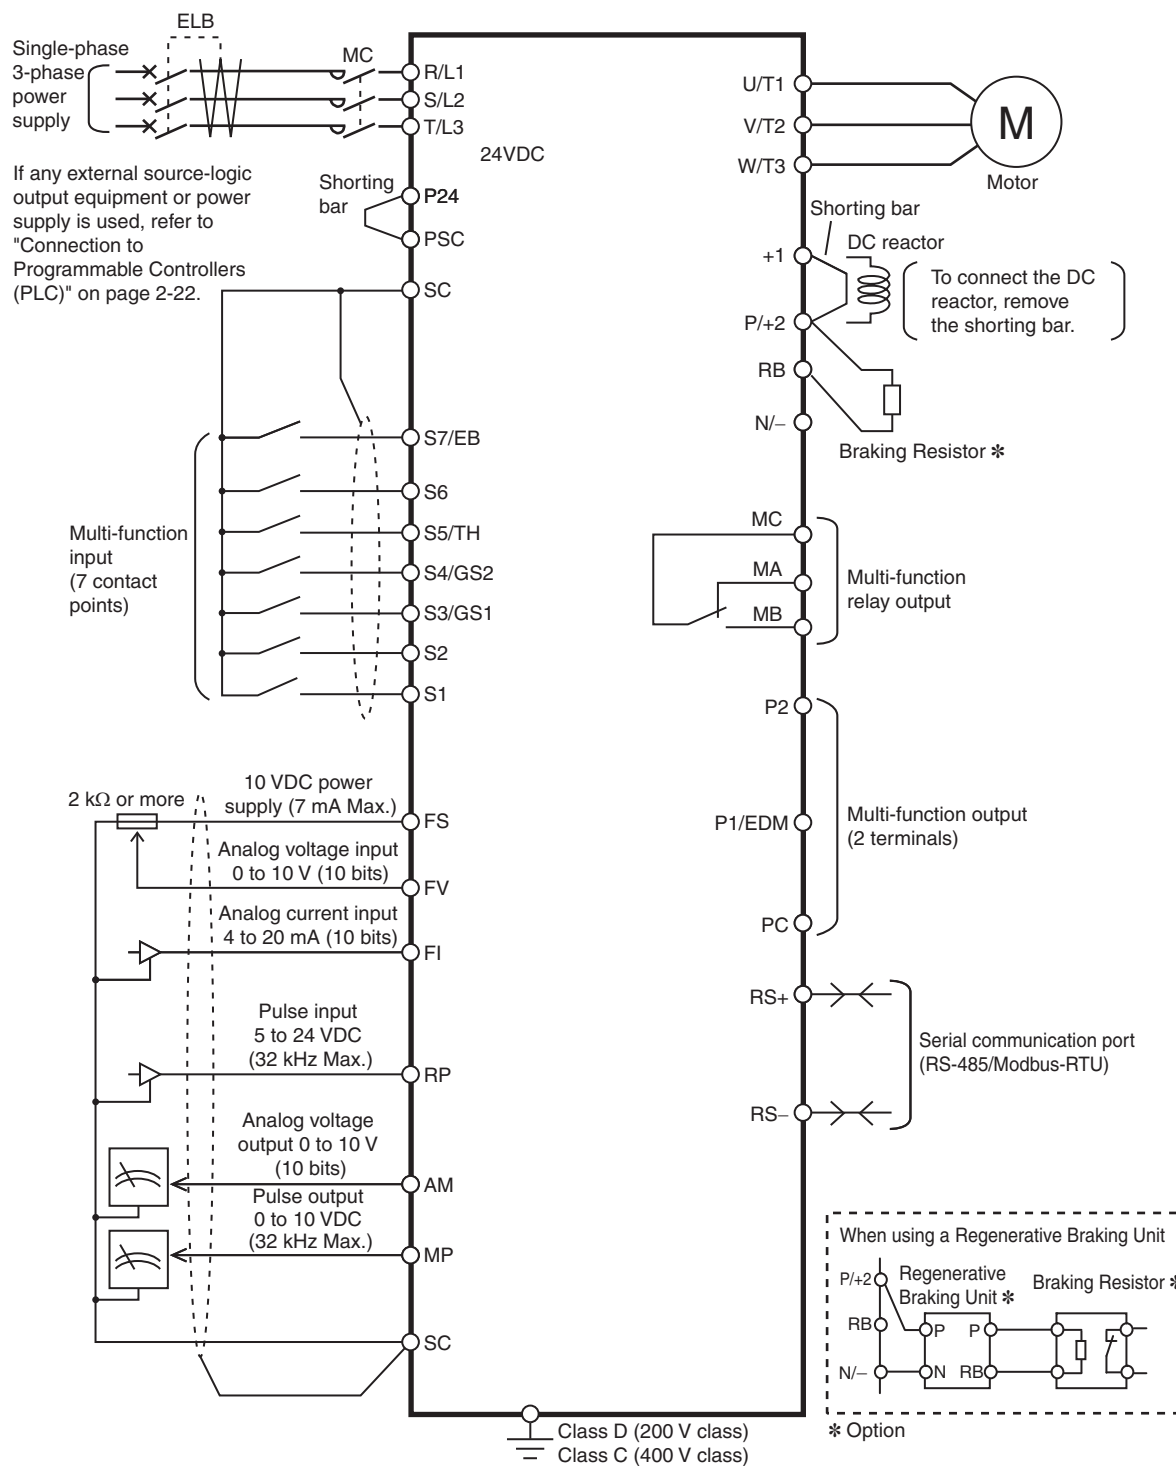 ELB
Single-phase
3-phase
power
supply
MC
R/L1
S/L2
T/L3
24VDC
U/T1
V/T2
W/T3
M
Motor
If any external source-logic
output equipment or power
supply is used, refer to
"Connection to
Programmable Controllers
(PLC)" on page 2-22.
Shorting
bar
P24
PSC
SC
Shorting bar
DC reactor
+1
To connect the DC
reactor, remove
the shorting bar.
P/+2
RB
N/−
Braking Resistor ✻
Multi-function
input
(7 contact
points)
S7/EB
S6
S5/TH
S4/GS2
S3/GS1
S2
S1
MC
MA
MB
Multi-function
relay output
P2
P1/EDM
PC
Multi-function output
(2 terminals)
2 kΩ or more
10 VDC power
supply (7 mA Max.)
FS
Analog voltage input
0 to 10 V (10 bits)
FV
Analog current input
4 to 20 mA (10 bits)
FI
Pulse input
5 to 24 VDC
(32 kHz Max.)
RP
Analog voltage
output 0 to 10 V
(10 bits)
AM
Pulse output
0 to 10 VDC
(32 kHz Max.)
MP
SC
RS+
RS−
Serial communication port
(RS-485/Modbus-RTU)
When using a Regenerative Braking Unit
P/+2
RB
N/−
Regenerative
Braking Unit ✻
Braking Resistor ✻
P
P
N
RB
✻ Option
Class D (200 V class)
Class C (400 V class)